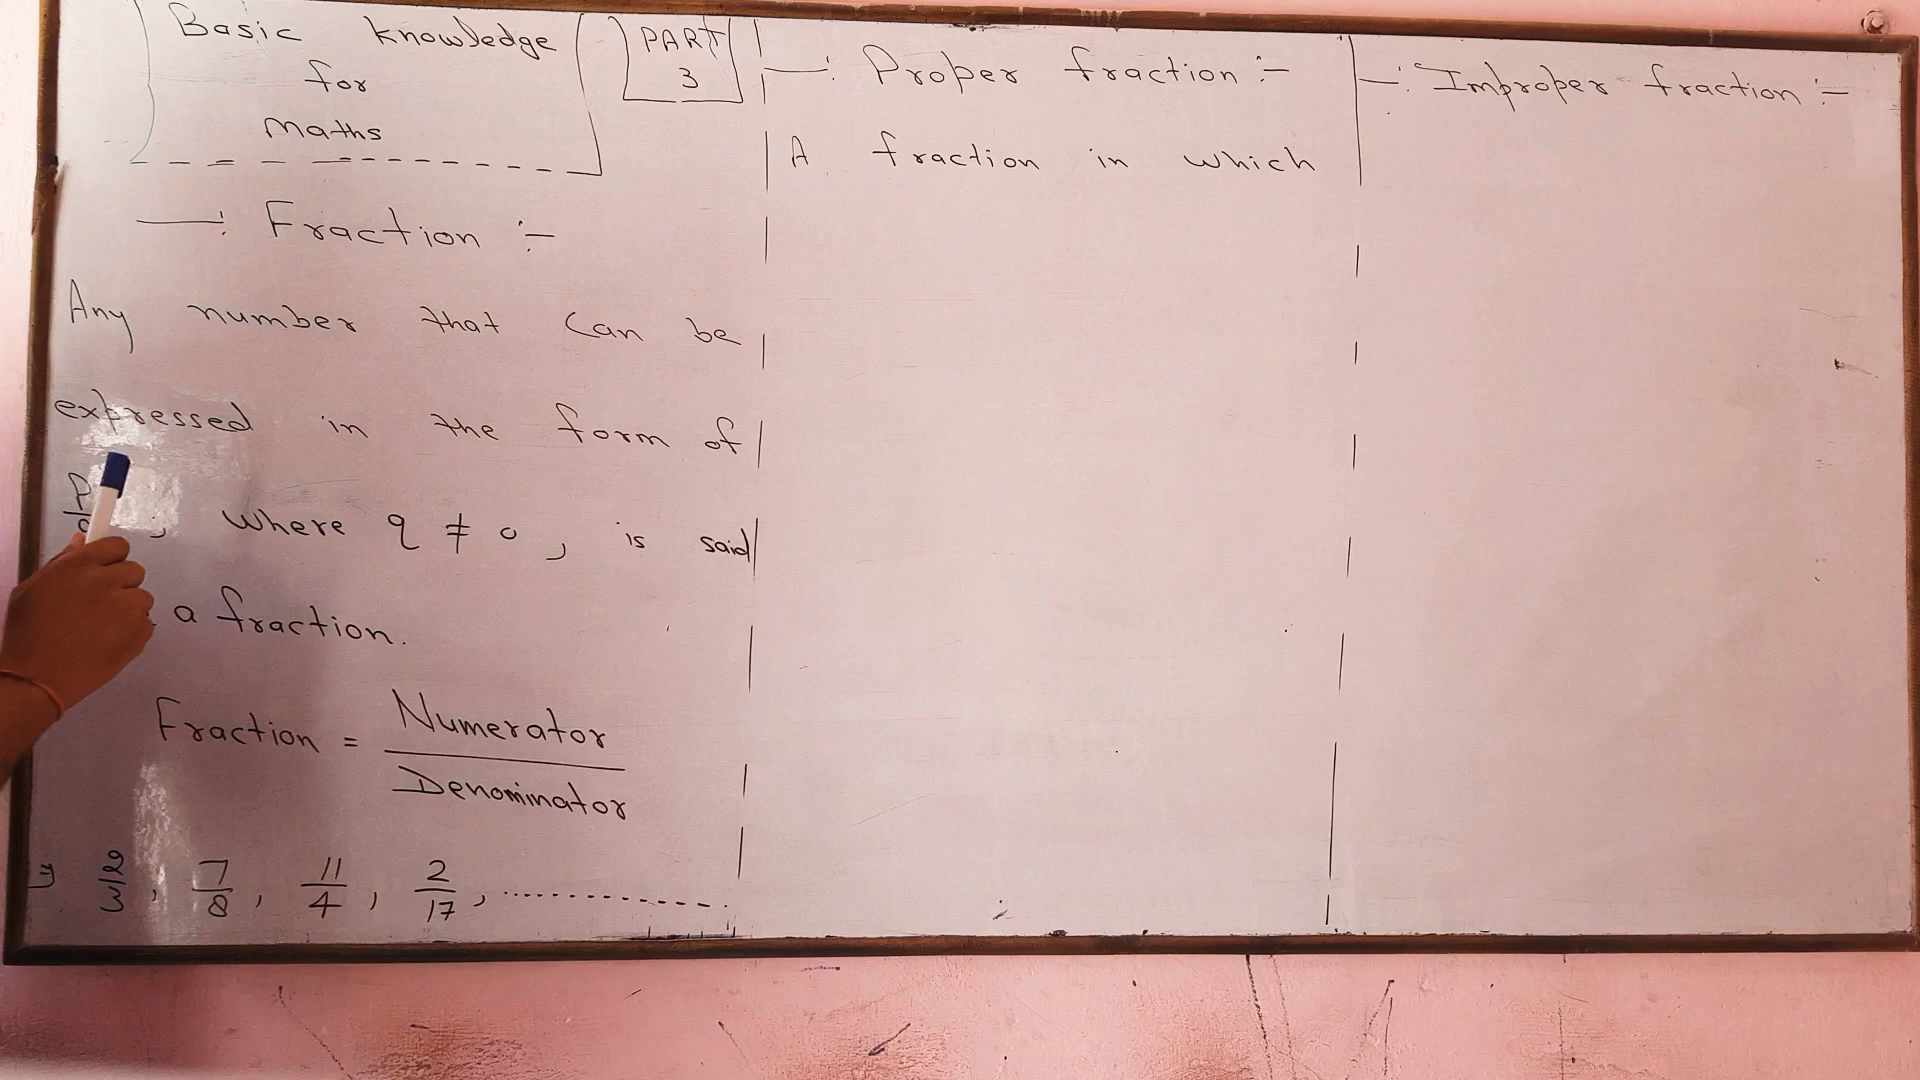 Basic knowledge
for
maths
PART
3
—: Fraction :-
Any number that can be
expressed in the form of
P/q, where q ≠ 0, is said
a fraction.
Fraction = Numerator / Denominator
7/8, 11/4, 2/17, ............
—: Proper fraction :-
A fraction in which
—: Improper fraction :-